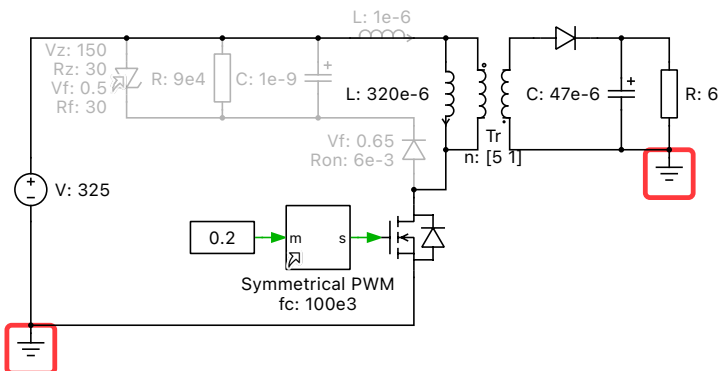 L: 1e-6
Vz: 150
Rz: 30
Vf: 0.5
Rf: 30
R: 9e4
C: 1e-9
+
L: 320e-6
Tr
n: [5 1]
C: 47e-6
+
R: 6
Vf: 0.65
Ron: 6e-3
V: 325
+
−
0.2
m
s
Symmetrical PWM
fc: 100e3